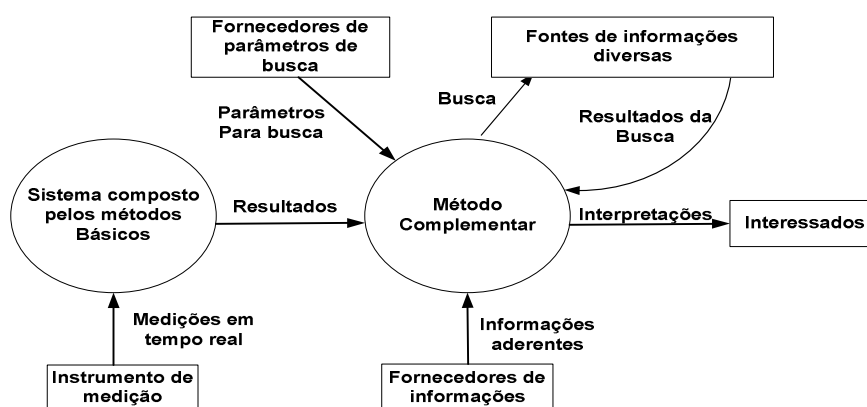 Fornecedores de
parâmetros de
busca
Fontes de informações
diversas
Busca
Parâmetros
Para busca
Resultados da
Busca
Sistema composto
pelos métodos
Básicos
Resultados
Método
Complementar
Interpretações
Interessados
Medições em
tempo real
Informações
aderentes
Instrumento de
medição
Fornecedores de
informações